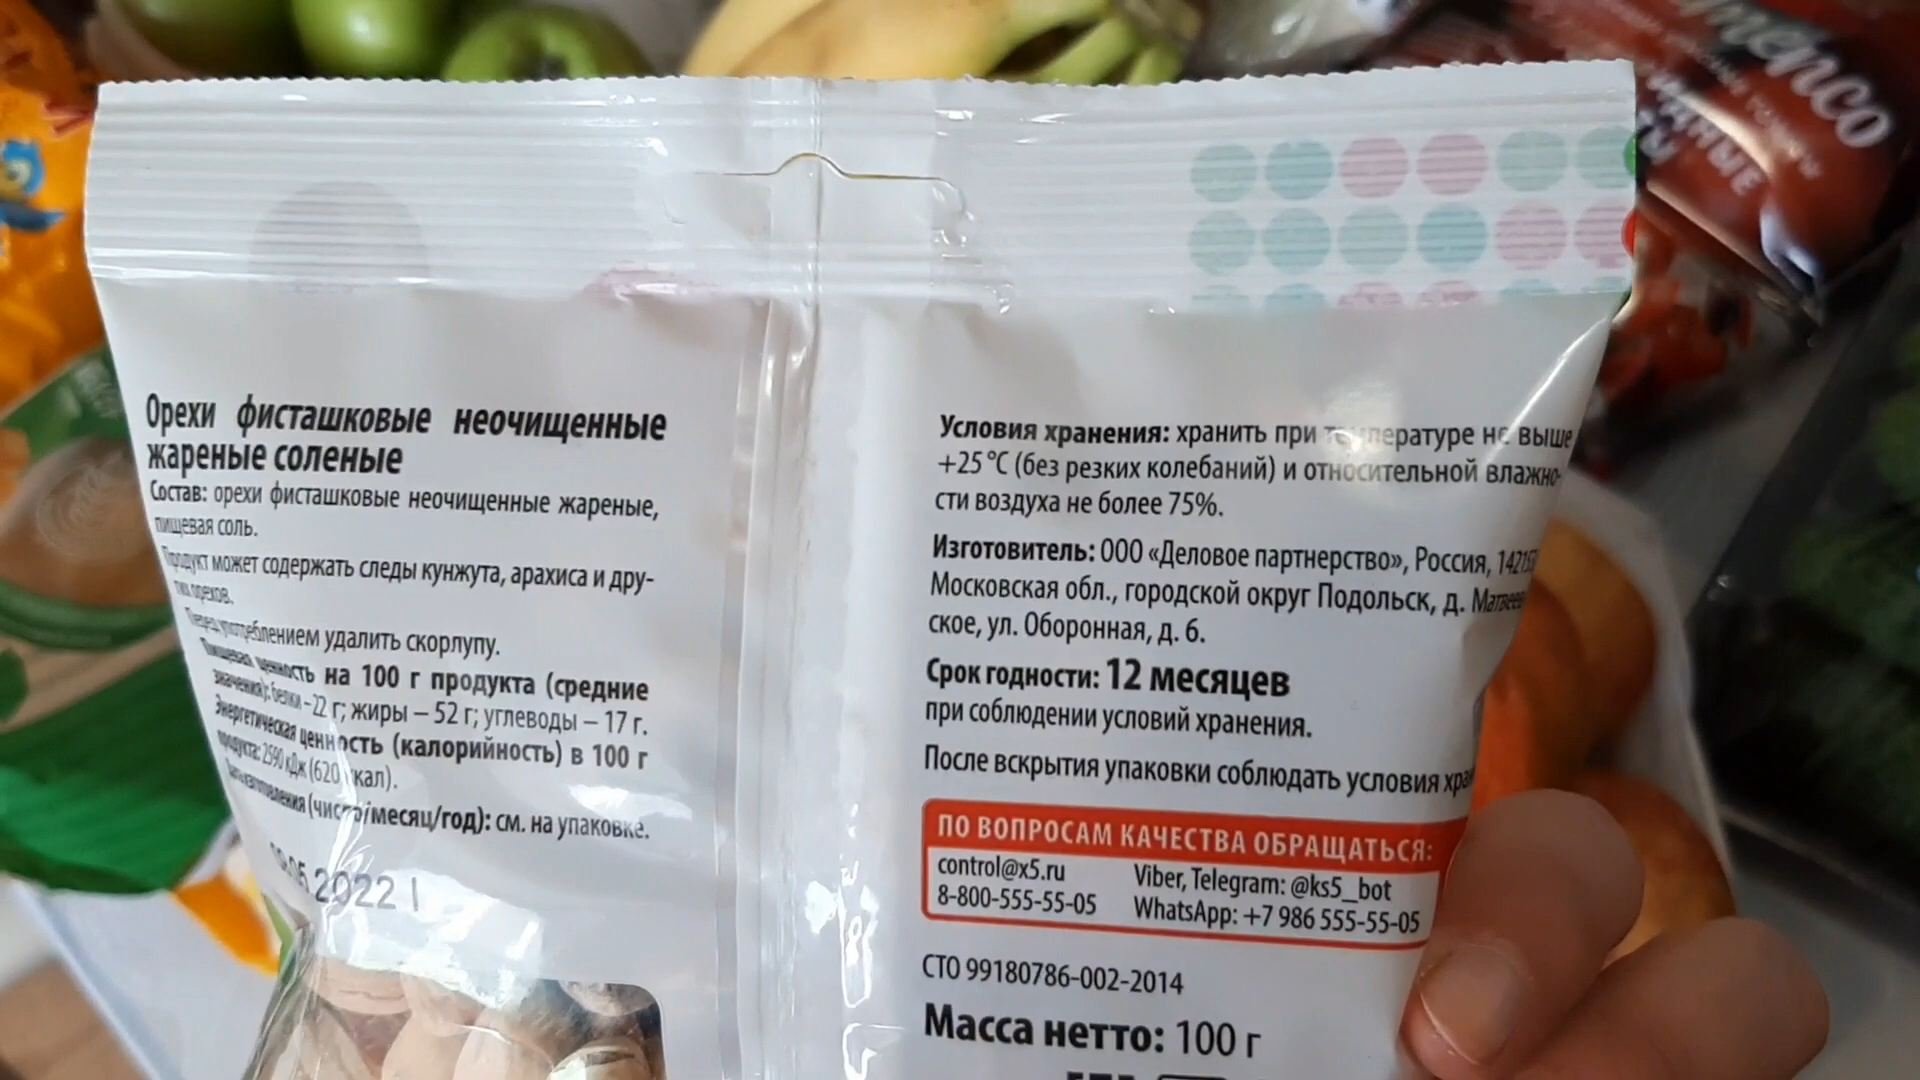 Орехи фисташковые неочищенные
жареные соленые
Состав: орехи фисташковые неочищенные жареные,
пищевая соль.
Продукт может содержать следы кунжута, арахиса и дру-
гих орехов.
Перед употреблением удалить скорлупу.
Пищевая ценность на 100 г продукта (средние
значения): белки – 22 г; жиры – 52 г; углеводы – 17 г.
Энергетическая ценность (калорийность) в 100 г
продукта: 2590 кДж (620 ккал).
Дата изготовления (число/месяц/год): см. на упаковке.
05 2022
Условия хранения: хранить при температуре не выше
+25 °С (без резких колебаний) и относительной влажно-
сти воздуха не более 75%.
Изготовитель: ООО «Деловое партнерство», Россия,
Московская обл., городской округ Подольск, д. Матвеев
ское, ул. Оборонная, д. 6.
Срок годности: 12 месяцев
при соблюдении условий хранения.
После вскрытия упаковки соблюдать условия хра
ПО ВОПРОСАМ КАЧЕСТВА ОБРАЩАТЬСЯ:
control@x5.ru
8-800-555-55-05
Viber, Telegram: @ks5_bot
WhatsApp: +7 986 555-55-05
СТО 99180786-002-2014
Масса нетто: 100 г